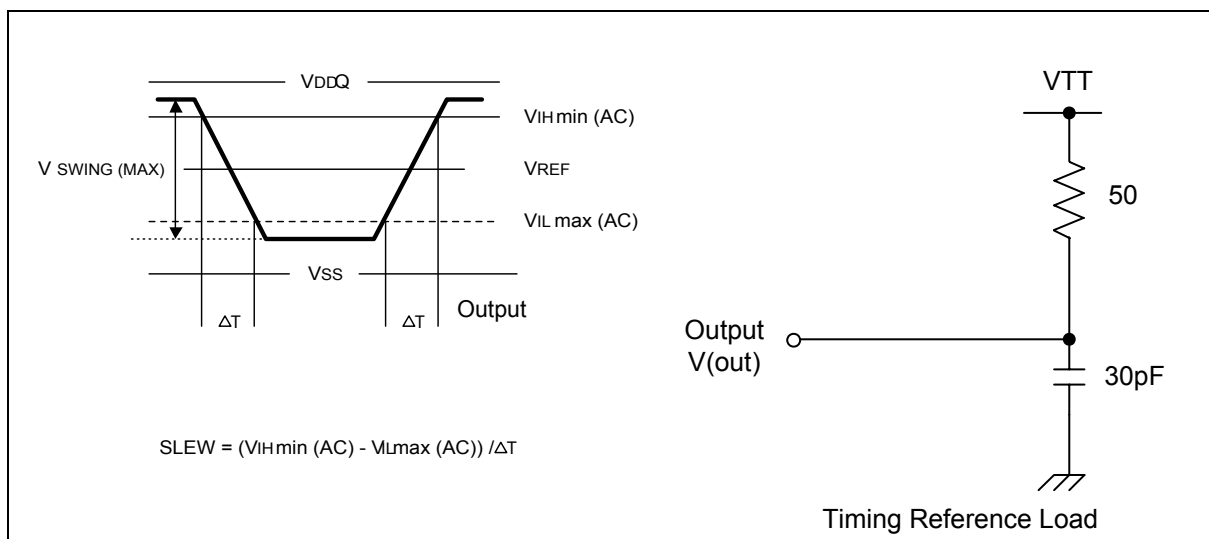 VDDQ
VIH min (AC)
V SWING (MAX)
VREF
VIL max (AC)
VSS
Output
ΔT
ΔT
SLEW = (VIH min (AC) - VILmax (AC)) /ΔT
VTT
50
Output
V(out)
30pF
Timing Reference Load